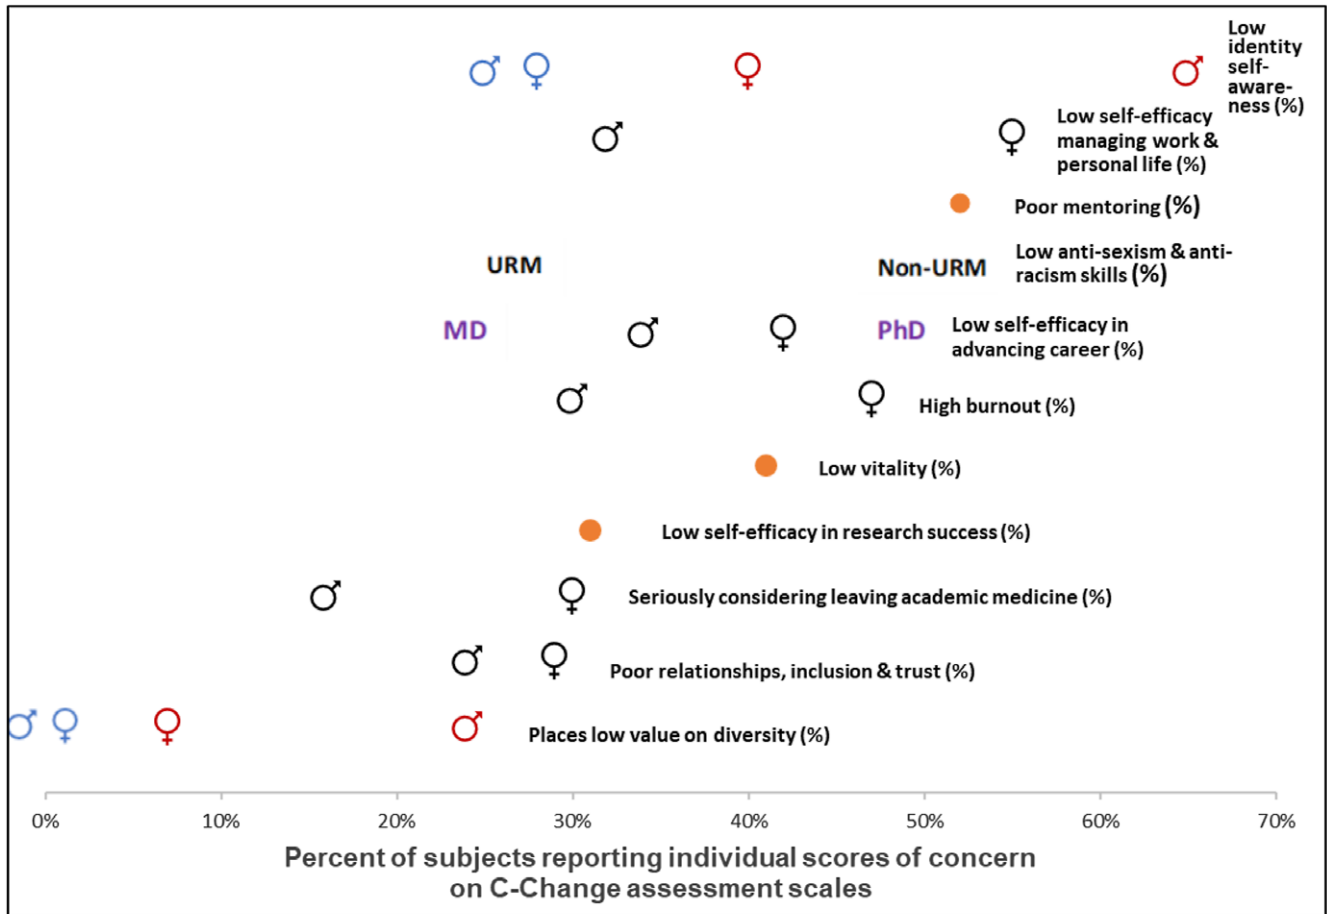 Low
identity
self-
aware-
ness (%)
Low self-efficacy
managing work &
personal life (%)
Poor mentoring (%)
URM
Non-URM
Low anti-sexism & anti-
racism skills (%)
MD
PhD
Low self-efficacy in
advancing career (%)
High burnout (%)
Low vitality (%)
Low self-efficacy in research success (%)
Seriously considering leaving academic medicine (%)
Poor relationships, inclusion & trust (%)
Places low value on diversity (%)
0% 10% 20% 30% 40% 50% 60% 70%
Percent of subjects reporting individual scores of concern
on C-Change assessment scales